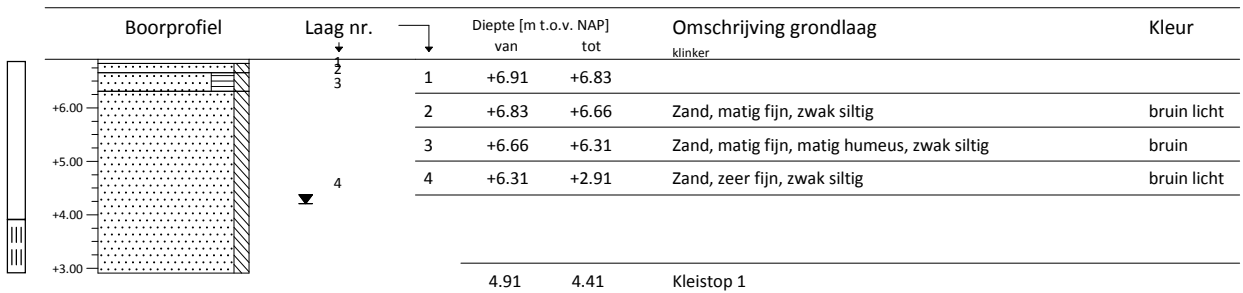 Boorprofiel Laag nr. Diepte [m t.o.v. NAP] Omschrijving grondlaag Kleur
van tot klinker
1
2
3
1 +6.91 +6.83
+6.00 2 +6.83 +6.66 Zand, matig fijn, zwak siltig bruin licht
+5.00 3 +6.66 +6.31 Zand, matig fijn, matig humeus, zwak siltig bruin
4 4 +6.31 +2.91 Zand, zeer fijn, zwak siltig bruin licht
+4.00
+3.00
4.91 4.41 Kleistop 1